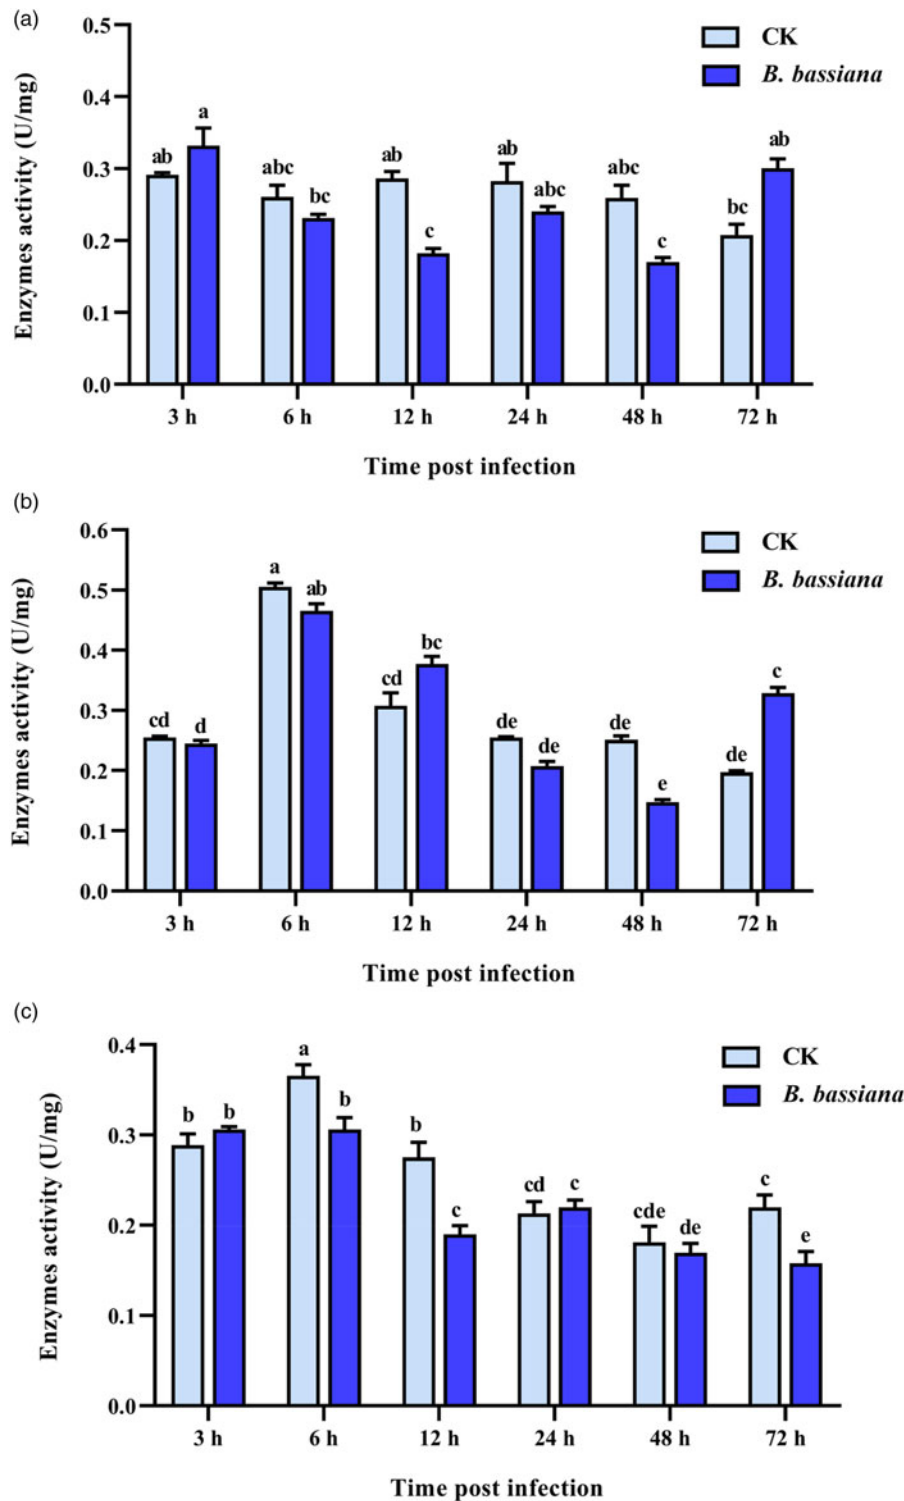 (a)
0.5
0.4
0.3
0.2
0.1
0.0
Enzymes activity (U/mg)
CK
B. bassiana
ab a abc bc ab c ab abc abc c bc ab
3 h 6 h 12 h 24 h 48 h 72 h
Time post infection
(b)
0.6
0.5
0.4
0.3
0.2
0.1
0.0
Enzymes activity (U/mg)
CK
B. bassiana
cd d a ab cd bc de de de e de c
3 h 6 h 12 h 24 h 48 h 72 h
Time post infection
(c)
0.4
0.3
0.2
0.1
0.0
Enzymes activity (U/mg)
CK
B. bassiana
b b a b b c cd c cde de c e
3 h 6 h 12 h 24 h 48 h 72 h
Time post infection